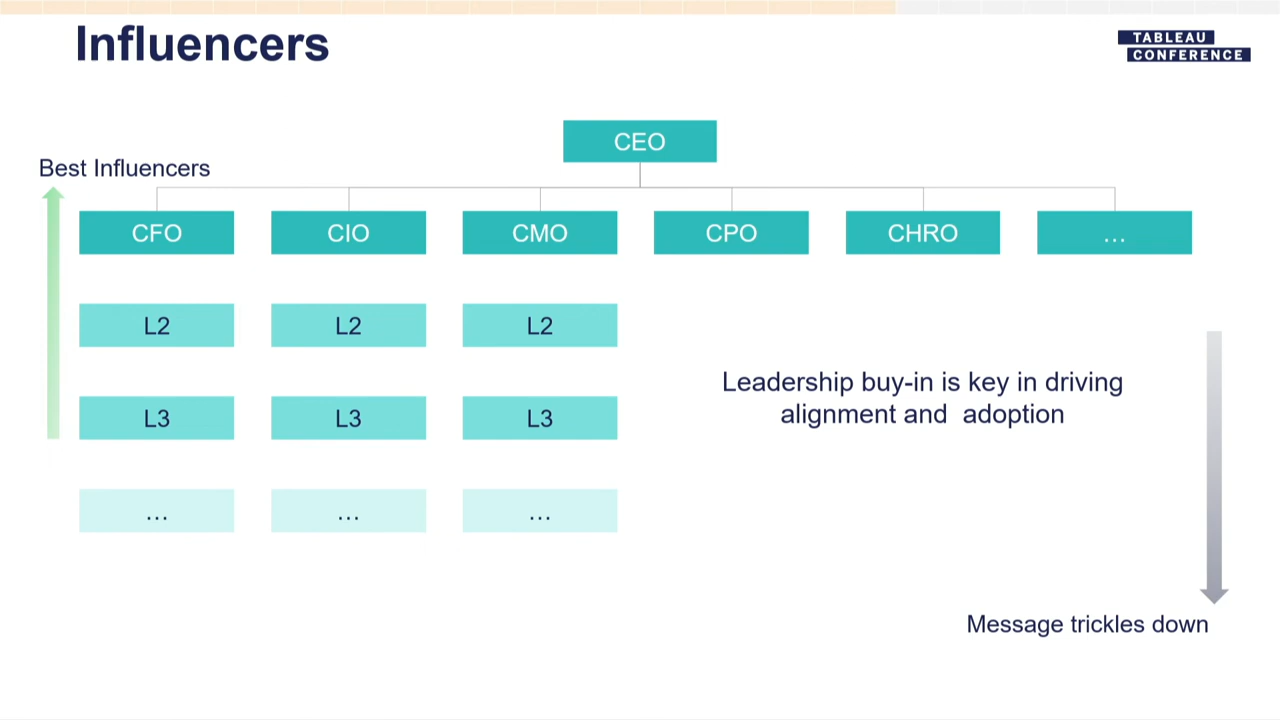 Influencers
TABLEAU
CONFERENCE
CEO
Best Influencers
CFO
CIO
CMO
CPO
CHRO
...
L2
L2
L2
Leadership buy-in is key in driving
alignment and  adoption
L3
L3
L3
...
...
...
Message trickles down